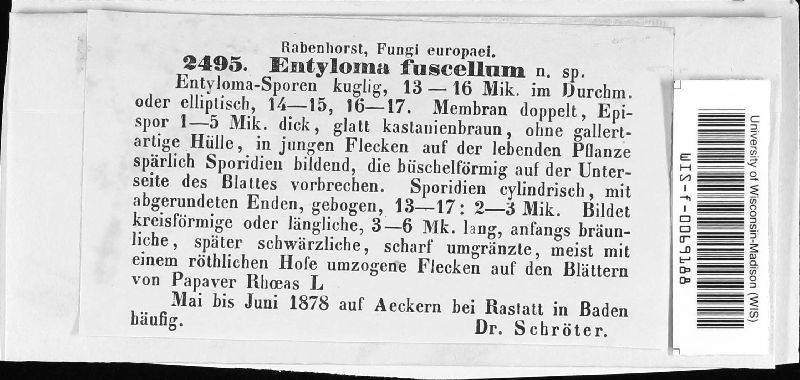 Rabenhorst, Fungi europaei.
2495. Entyloma fuscellum n. sp.
Entyloma-Sporen kuglig, 13 — 16 Mik. im Durchm.
oder elliptisch, 14—15, 16—17. Membran doppelt, Epi-
spor 1—5 Mik. dick, glatt kastanienbraun, ohne gallert-
artige Hülle, in jungen Flecken auf der lebenden Pflanze
spärlich Sporidien bildend, die büschelförmig auf der Unter-
seite des Blattes vorbrechen. Sporidien cylindrisch, mit
abgerundeten Enden, gebogen, 13—17: 2—3 Mik. Bildet
kreisförmige oder längliche, 3—6 Mk. lang, anfangs bräun-
liche, später schwärzliche, scharf umgränzte, meist mit
einem röthlichen Hofe umzogene Flecken auf den Blättern
von Papaver Rhœas L
Mai bis Juni 1878 auf Aeckern bei Rastatt in Baden
häufig.
Dr. Schröter.
University of Wisconsin-Madison (WIS)
WIS-f-0069188